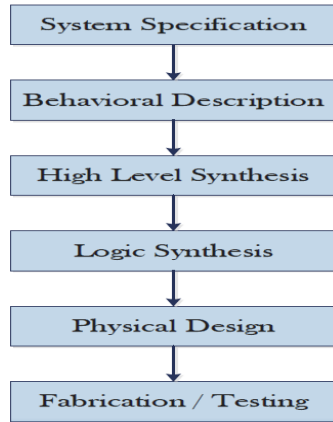 System Specification
Behavioral Description
High Level Synthesis
Logic Synthesis
Physical Design
Fabrication / Testing